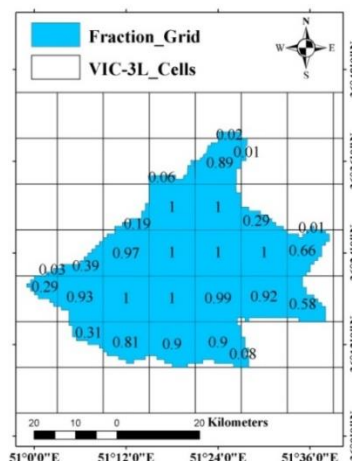 Fraction_Grid
VIC-3L_Cells
N
W E
S
0.02
0.89 0.01
0.06
1 1
0.19 0.29 0.01
0.97 1 1 1 0.66
0.03 0.39
0.29 0.93 1 1 0.99 0.92 0.58
0.31 0.81 0.9 0.9 0.08
20 10 0 20 Kilometers
51°0'0"E 51°12'0"E 51°24'0"E 51°36'0"E